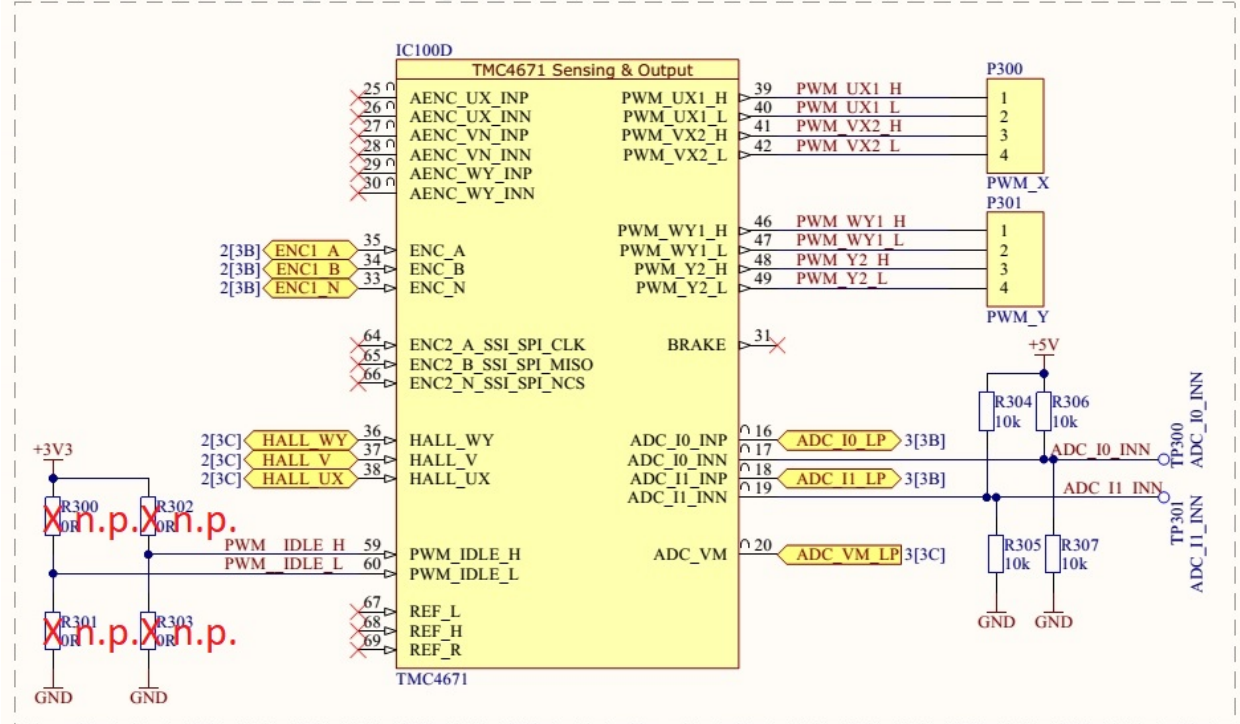 IC100D
TMC4671 Sensing & Output
25 AENC_UX_INP
26 AENC_UX_INN
27 AENC_VN_INP
28 AENC_VN_INN
29 AENC_WY_INP
30 AENC_WY_INN
2[3B] ENC1_A 35 ENC_A
2[3B] ENC1_B 34 ENC_B
2[3B] ENC1_N 33 ENC_N
64 ENC2_A_SSI_SPI_CLK
65 ENC2_B_SSI_SPI_MISO
66 ENC2_N_SSI_SPI_NCS
2[3C] HALL_WY 36 HALL_WY
2[3C] HALL_V 37 HALL_V
2[3C] HALL_UX 38 HALL_UX
PWM_IDLE_H 59 PWM_IDLE_H
PWM_IDLE_L 60 PWM_IDLE_L
67 REF_L
68 REF_H
69 REF_R
TMC4671
+3V3
R300
0R
n.p.
R302
0R
n.p.
R301
0R
n.p.
R303
0R
n.p.
GND
GND
PWM_UX1_H 39 PWM_UX1_H
PWM_UX1_L 40 PWM_UX1_L
PWM_VX2_H 41 PWM_VX2_H
PWM_VX2_L 42 PWM_VX2_L
P300
1
2
3
4
PWM_X
PWM_WY1_H 46 PWM_WY1_H
PWM_WY1_L 47 PWM_WY1_L
PWM_Y2_H 48 PWM_Y2_H
PWM_Y2_L 49 PWM_Y2_L
P301
1
2
3
4
PWM_Y
BRAKE 31
ADC_I0_INP 16 ADC_I0_LP 3[3B]
ADC_I0_INN 17 ADC_I0_INN
ADC_I1_INP 18 ADC_I1_LP 3[3B]
ADC_I1_INN 19 ADC_I1_INN
ADC_VM 20 ADC_VM_LP 3[3C]
+5V
R304
10k
R306
10k
R305
10k
R307
10k
GND
GND
TP300
ADC_I0_INN
TP301
ADC_I1_INN